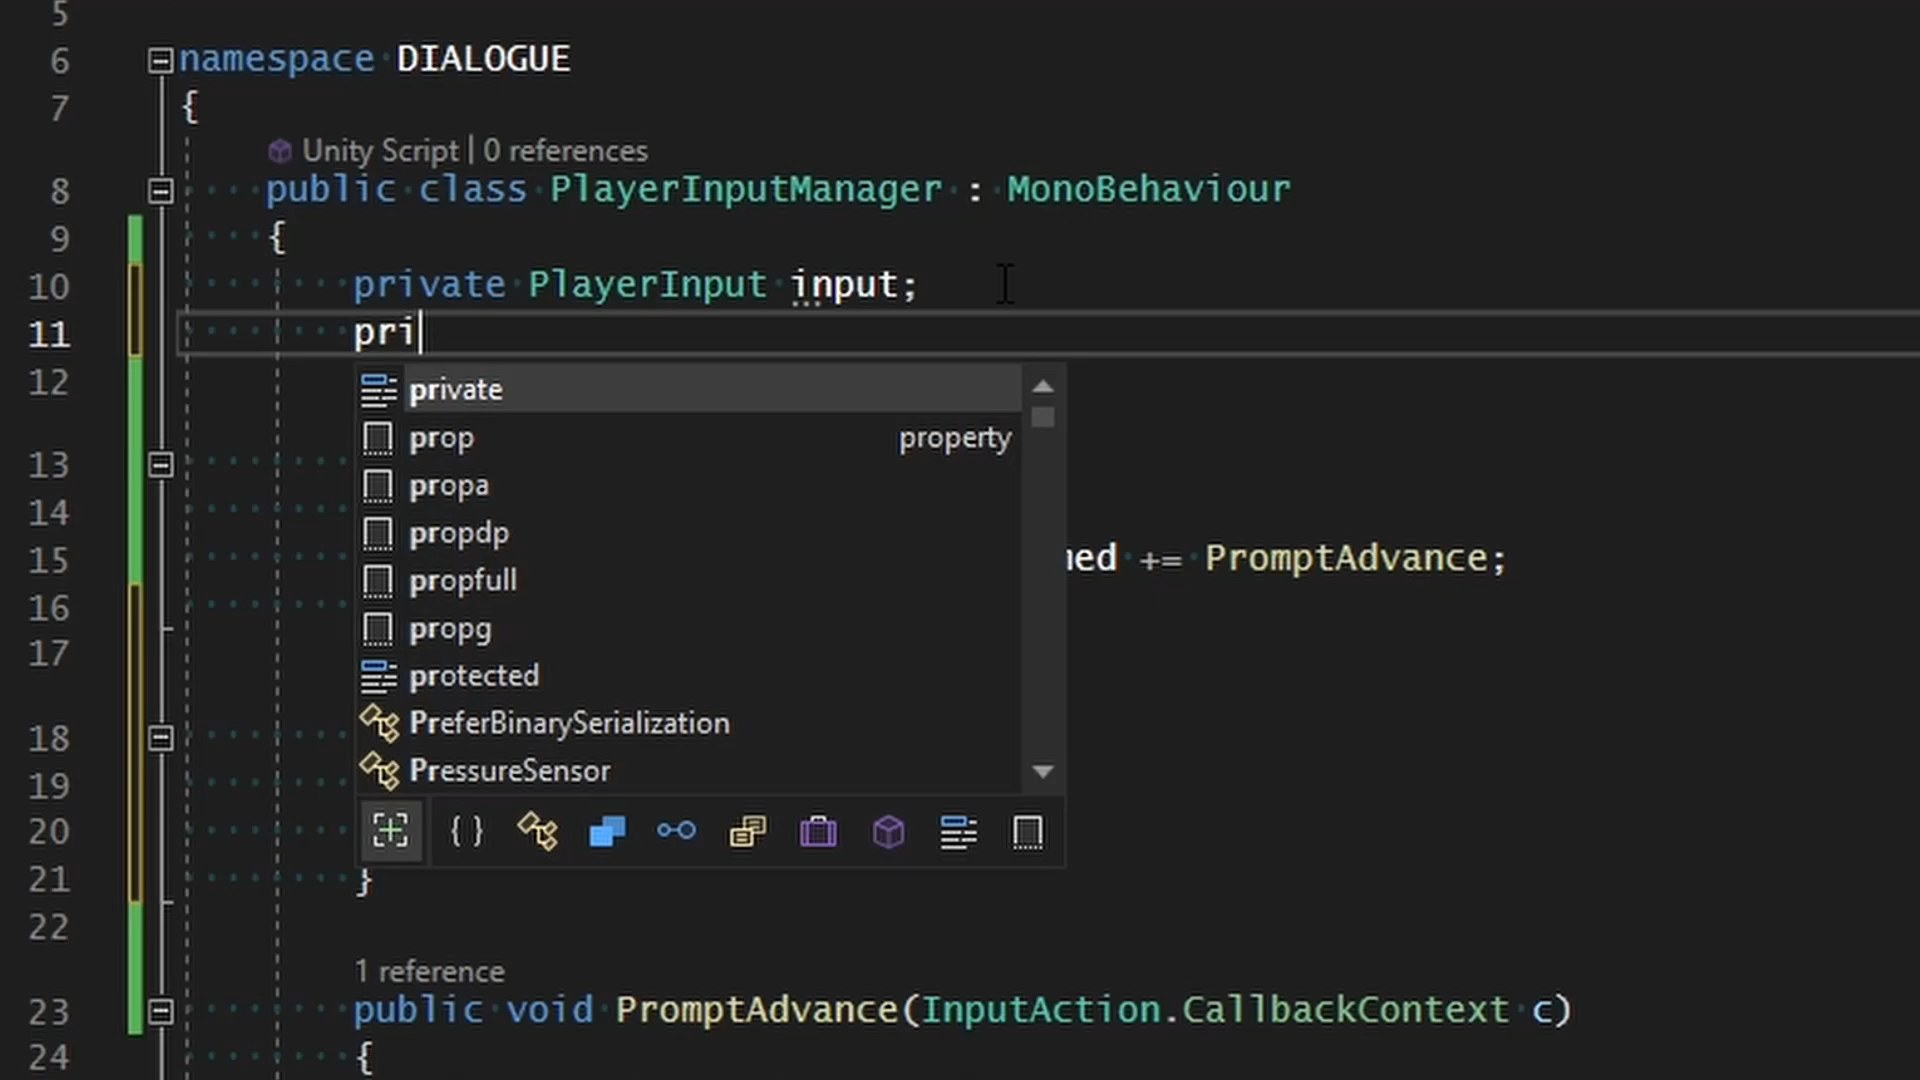 5
6 namespace DIALOGUE
7 {
Unity Script | 0 references
8 public class PlayerInputManager : MonoBehaviour
9 {
10 private PlayerInput input;
11 pri
private
12
prop property
13
propa
14
propdp
15 med += PromptAdvance;
propfull
16
propg
17
protected
PreferBinarySerialization
18
PressureSensor
19
20 { }
21 }
22
1 reference
23 public void PromptAdvance(InputAction.CallbackContext c)
24 {